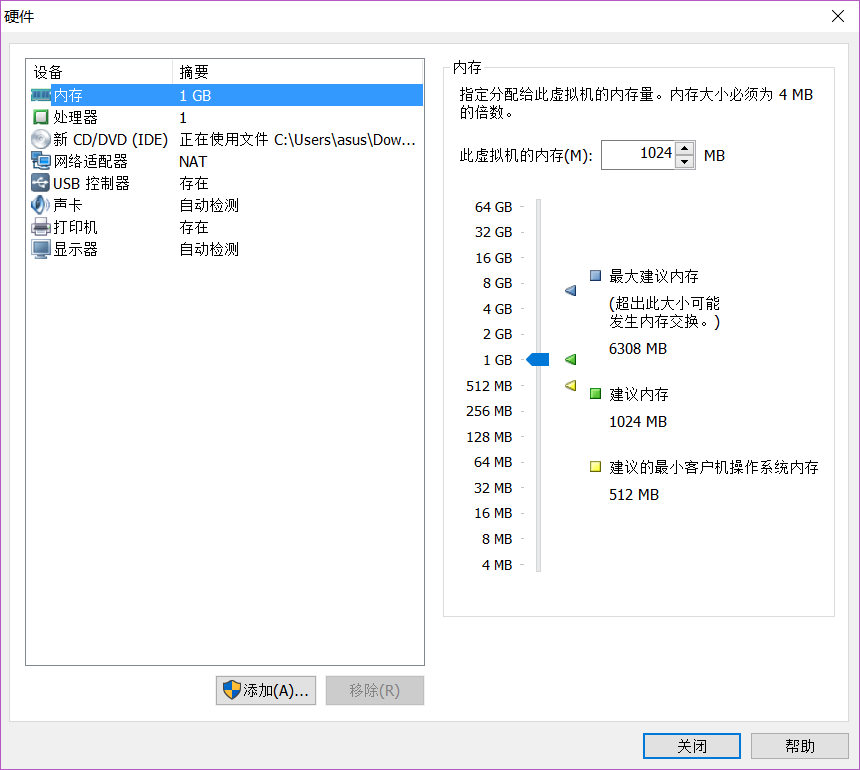 硬件
设备 摘要
内存 1 GB
处理器 1
新 CD/DVD (IDE) 正在使用文件 C:\Users\asus\Dow...
网络适配器 NAT
USB 控制器 存在
声卡 自动检测
打印机 存在
显示器 自动检测
添加(A)...
移除(R)
内存
指定分配给此虚拟机的内存量。内存大小必须为 4 MB
的倍数。
此虚拟机的内存(M): 1024 MB
64 GB
32 GB
16 GB
8 GB
4 GB
2 GB
1 GB
512 MB
256 MB
128 MB
64 MB
32 MB
16 MB
8 MB
4 MB
最大建议内存
(超出此大小可能
发生内存交换。)
6308 MB
建议内存
1024 MB
建议的最小客户机操作系统内存
512 MB
关闭
帮助